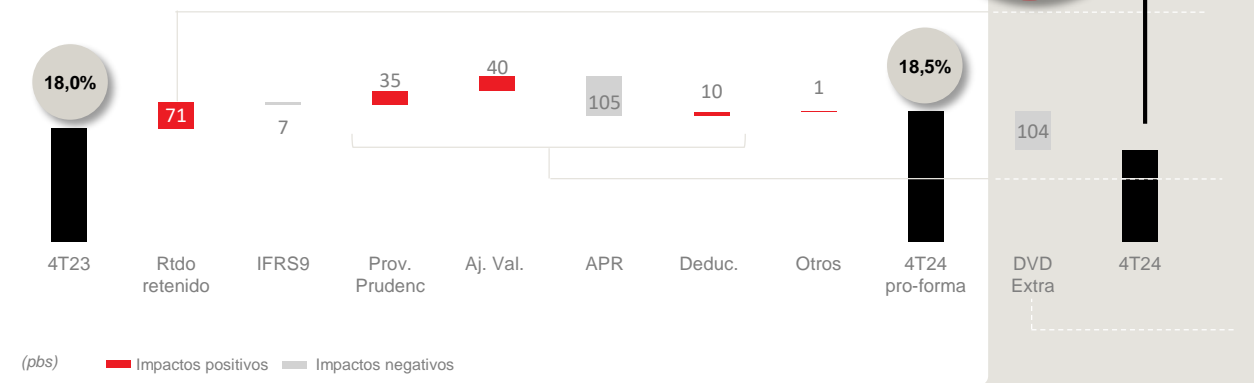 18,0%
71
7
35
40
105
10
1
18,5%
104
4T23
Rtdo
retenido
IFRS9
Prov.
Prudenc
Aj. Val.
APR
Deduc.
Otros
4T24
pro-forma
DVD
Extra
4T24
(pbs)
Impactos positivos
Impactos negativos